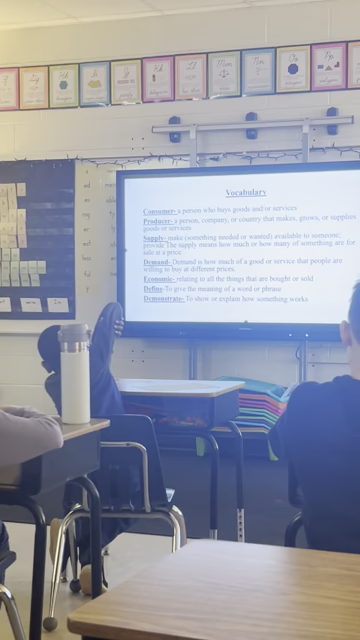 Vocabulary
Consumer- a person who buys goods and/or services
Producer- a person, company, or country that makes, grows, or supplies
goods or services
Supply- make (something needed or wanted) available to someone;
provide The supply means how much or how many of something are for
sale at a price.
Demand- Demand is how much of a good or service that people are
willing to buy at different prices.
Economic- relating to all the things that are bought or sold
Define- To give the meaning of a word or phrase
Demonstrate- To show or explain how something works